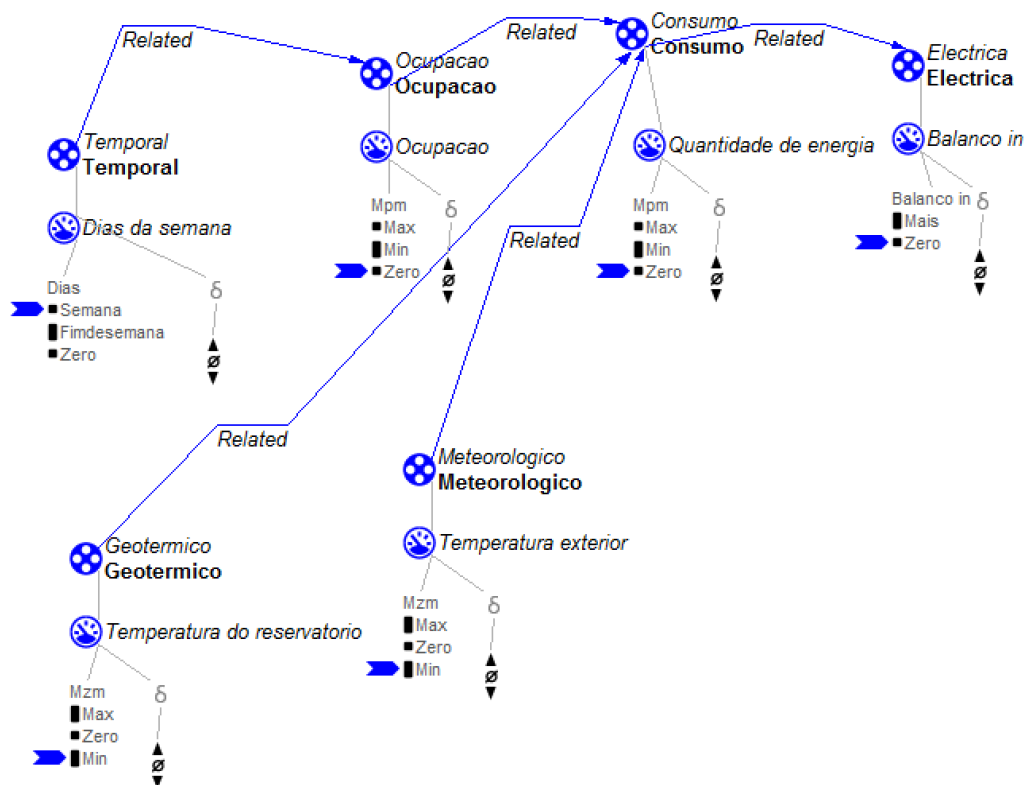 Related
Ocupacao
Ocupacao
Related
Consumo
Consumo
Related
Electrica
Electrica
Temporal
Temporal
Ocupacao
Quantidade de energia
Balanco in
Dias da semana
Mpm
δ
Max
Min
Zero
Mpm
δ
Max
Min
Zero
Balanco in
δ
Mais
Zero
Dias
δ
Semana
Fimdesemana
Zero
Related
Related
Meteorologico
Meteorologico
Temperatura exterior
Mzm
δ
Max
Zero
Min
Geotermico
Geotermico
Temperatura do reservatorio
Mzm
δ
Max
Zero
Min